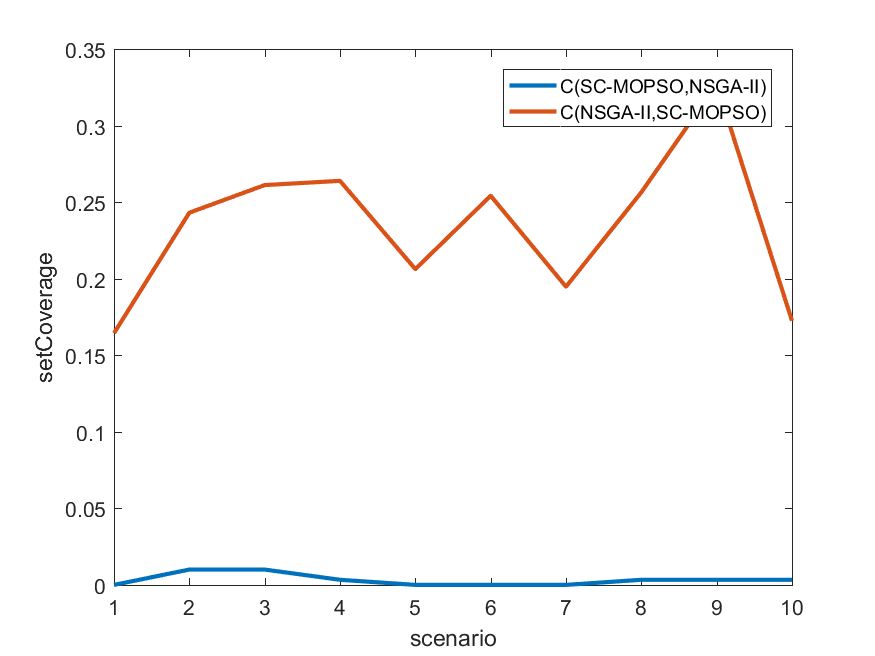 0.35
0.3
0.25
0.2
0.15
0.1
0.05
0
setCoverage
C(SC-MOPSO,NSGA-II)
C(NSGA-II,SC-MOPSO)
1 2 3 4 5 6 7 8 9 10
scenario